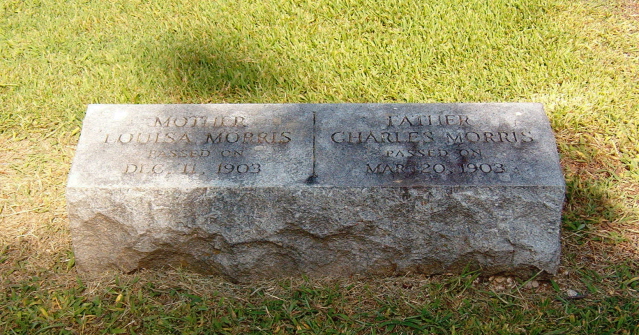 MOTHER
LOUISA MORRIS
PASSED ON
DEC. 11, 1903
FATHER
CHARLES MORRIS
PASSED ON
MAR. 20, 1903